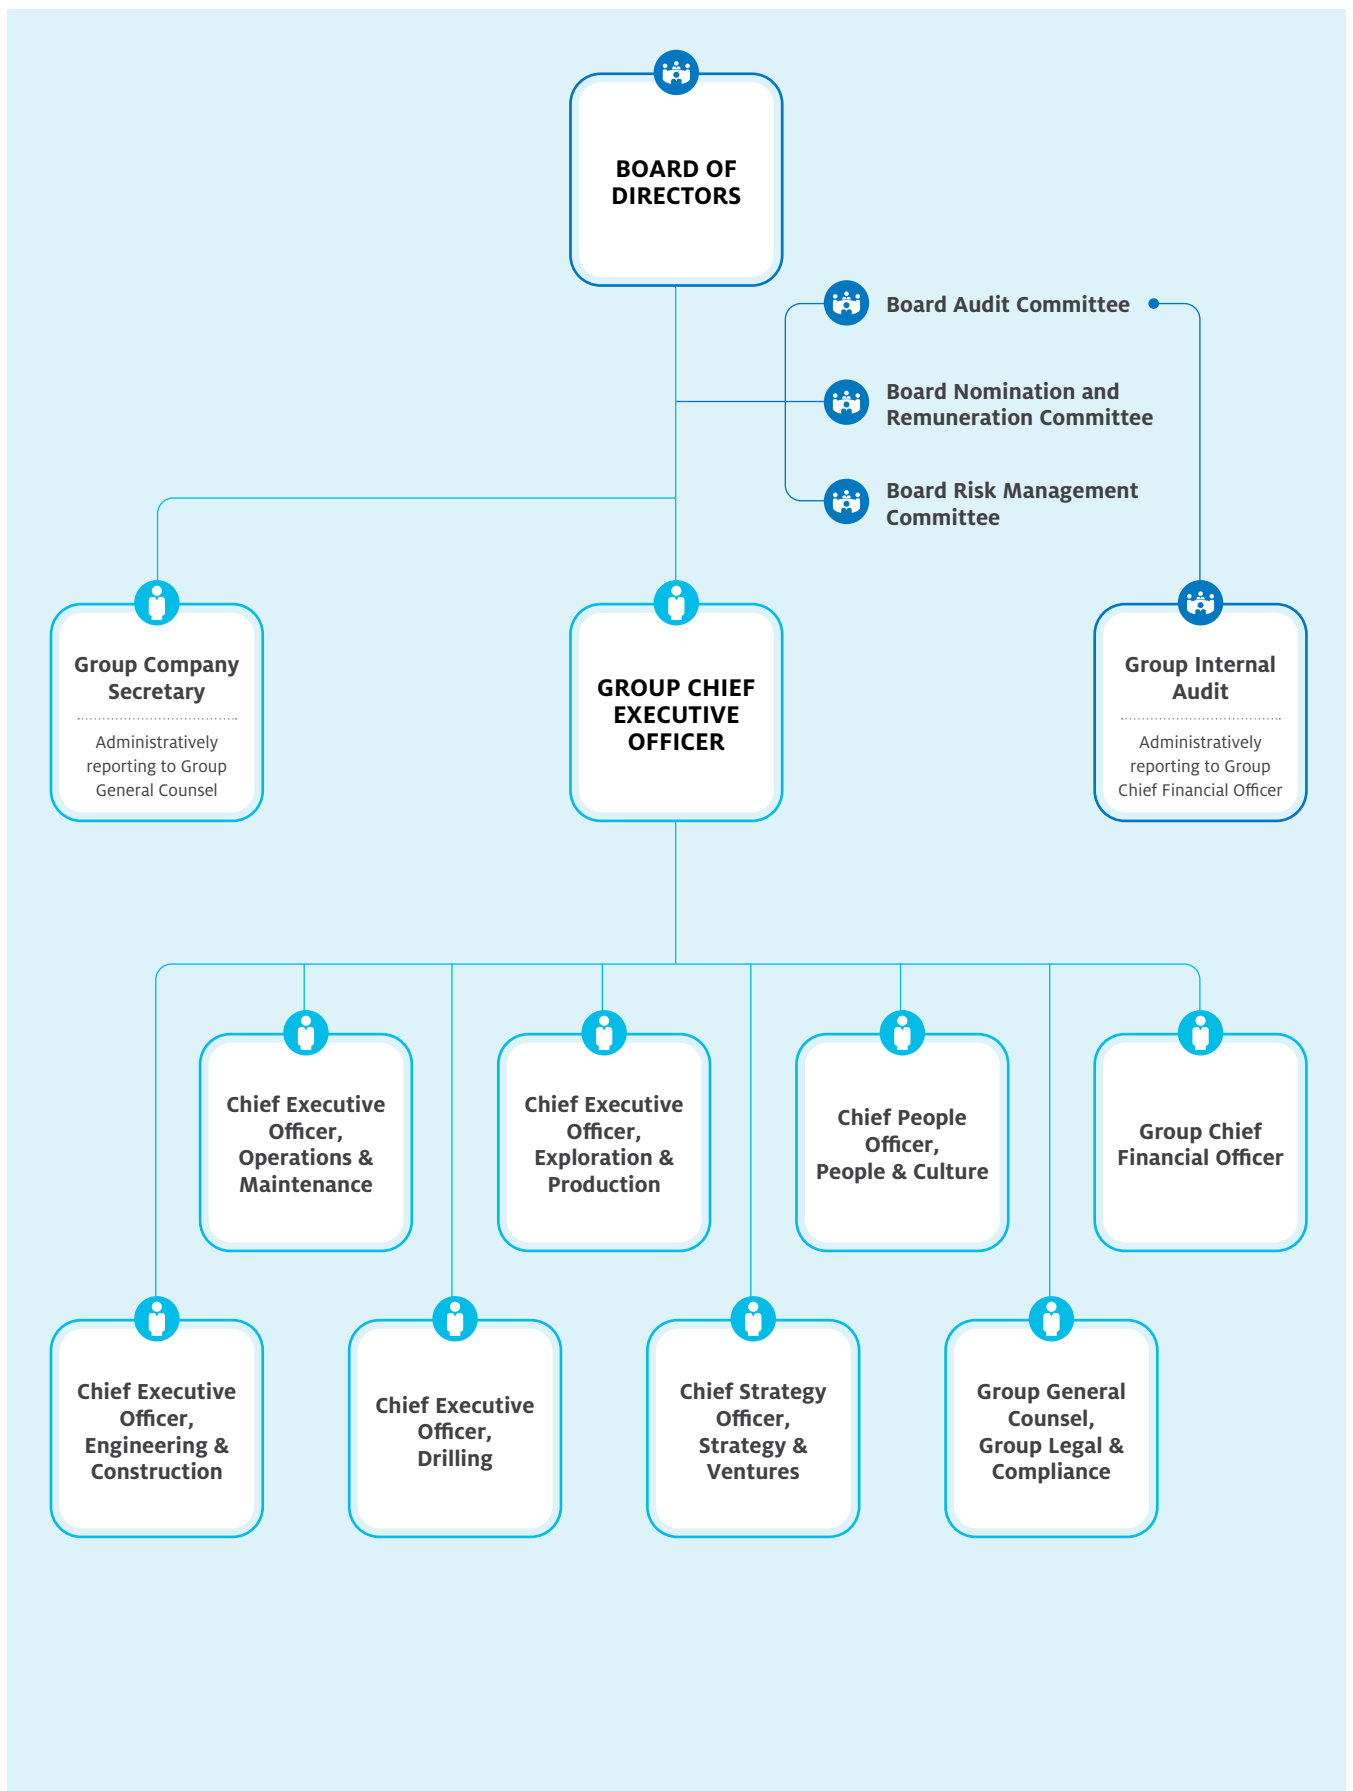 BOARD OF
DIRECTORS
Board Audit Committee
Board Nomination and
Remuneration Committee
Board Risk Management
Committee
Group Company
Secretary
Administratively
reporting to Group
General Counsel
GROUP CHIEF
EXECUTIVE
OFFICER
Group Internal
Audit
Administratively
reporting to Group
Chief Financial Officer
Chief Executive
Officer,
Operations &
Maintenance
Chief Executive
Officer,
Exploration &
Production
Chief People
Officer,
People & Culture
Group Chief
Financial Officer
Chief Executive
Officer,
Engineering &
Construction
Chief Executive
Officer,
Drilling
Chief Strategy
Officer,
Strategy &
Ventures
Group General
Counsel,
Group Legal &
Compliance